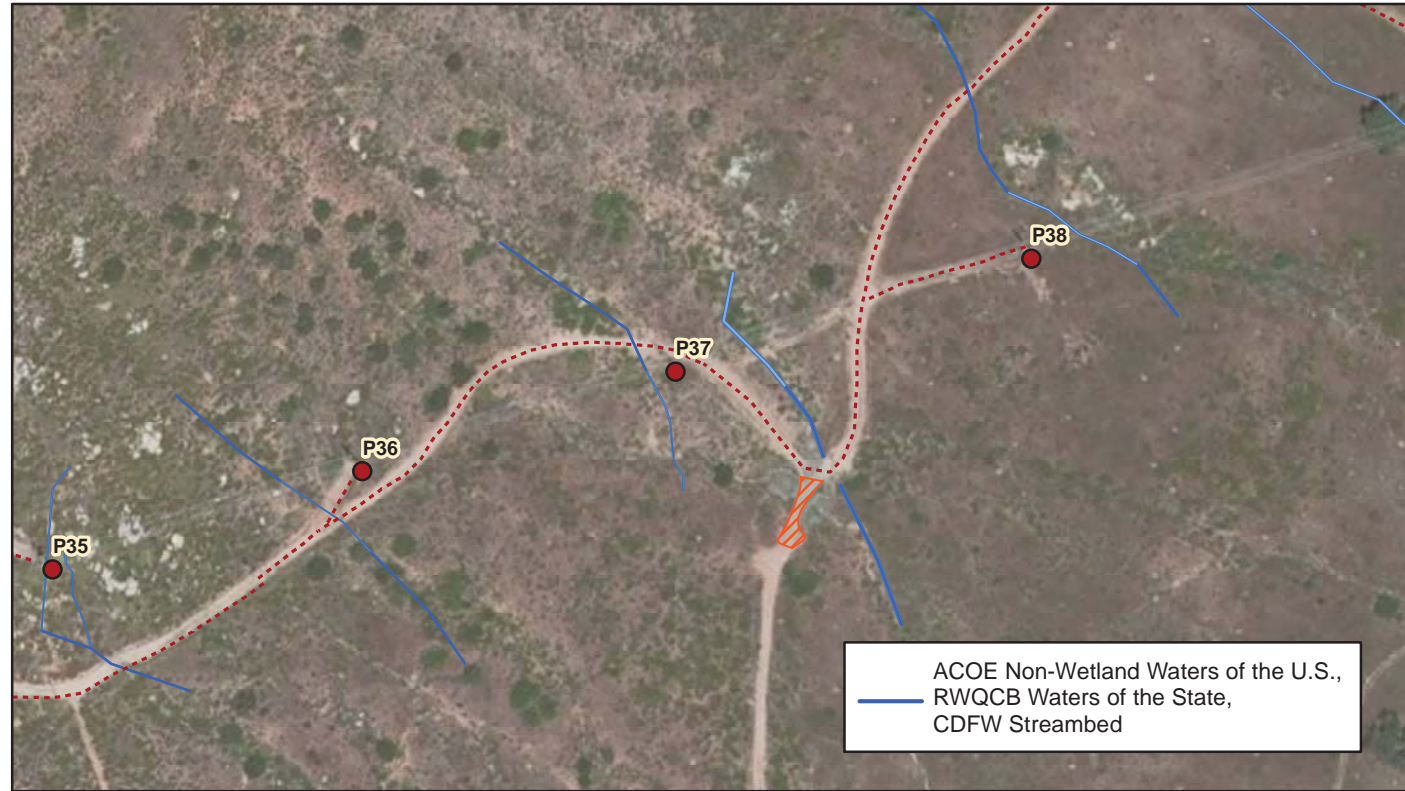 P38
P37
P36
P35
ACOE Non-Wetland Waters of the U.S.,
RWQCB Waters of the State,
CDFW Streambed